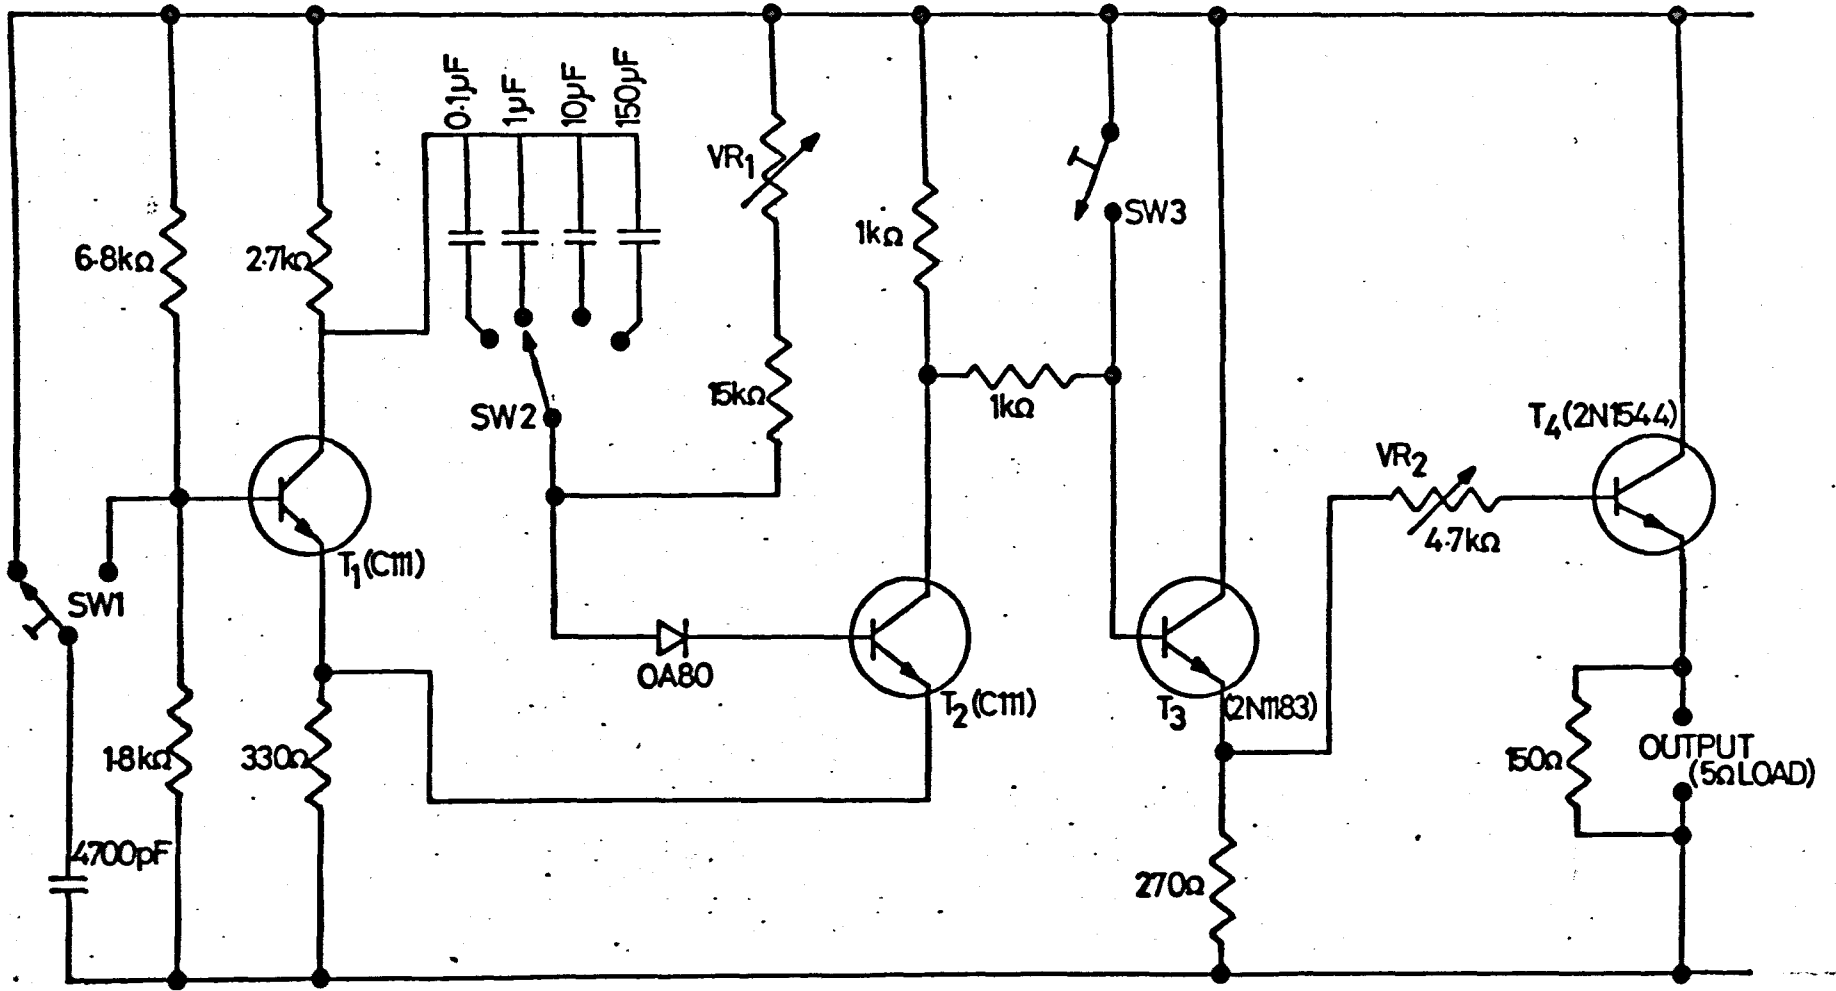 0.1µF
1µF
10µF
150µF
VR1
6.8kΩ
2.7kΩ
1kΩ
SW3
15kΩ
SW2
1kΩ
T4(2N1544)
VR2
4.7kΩ
T1(C111)
SW1
OA80
T2(C111)
T3
(2N1183)
1.8kΩ
330Ω
150Ω
OUTPUT
(5Ω LOAD)
4700pF
270Ω